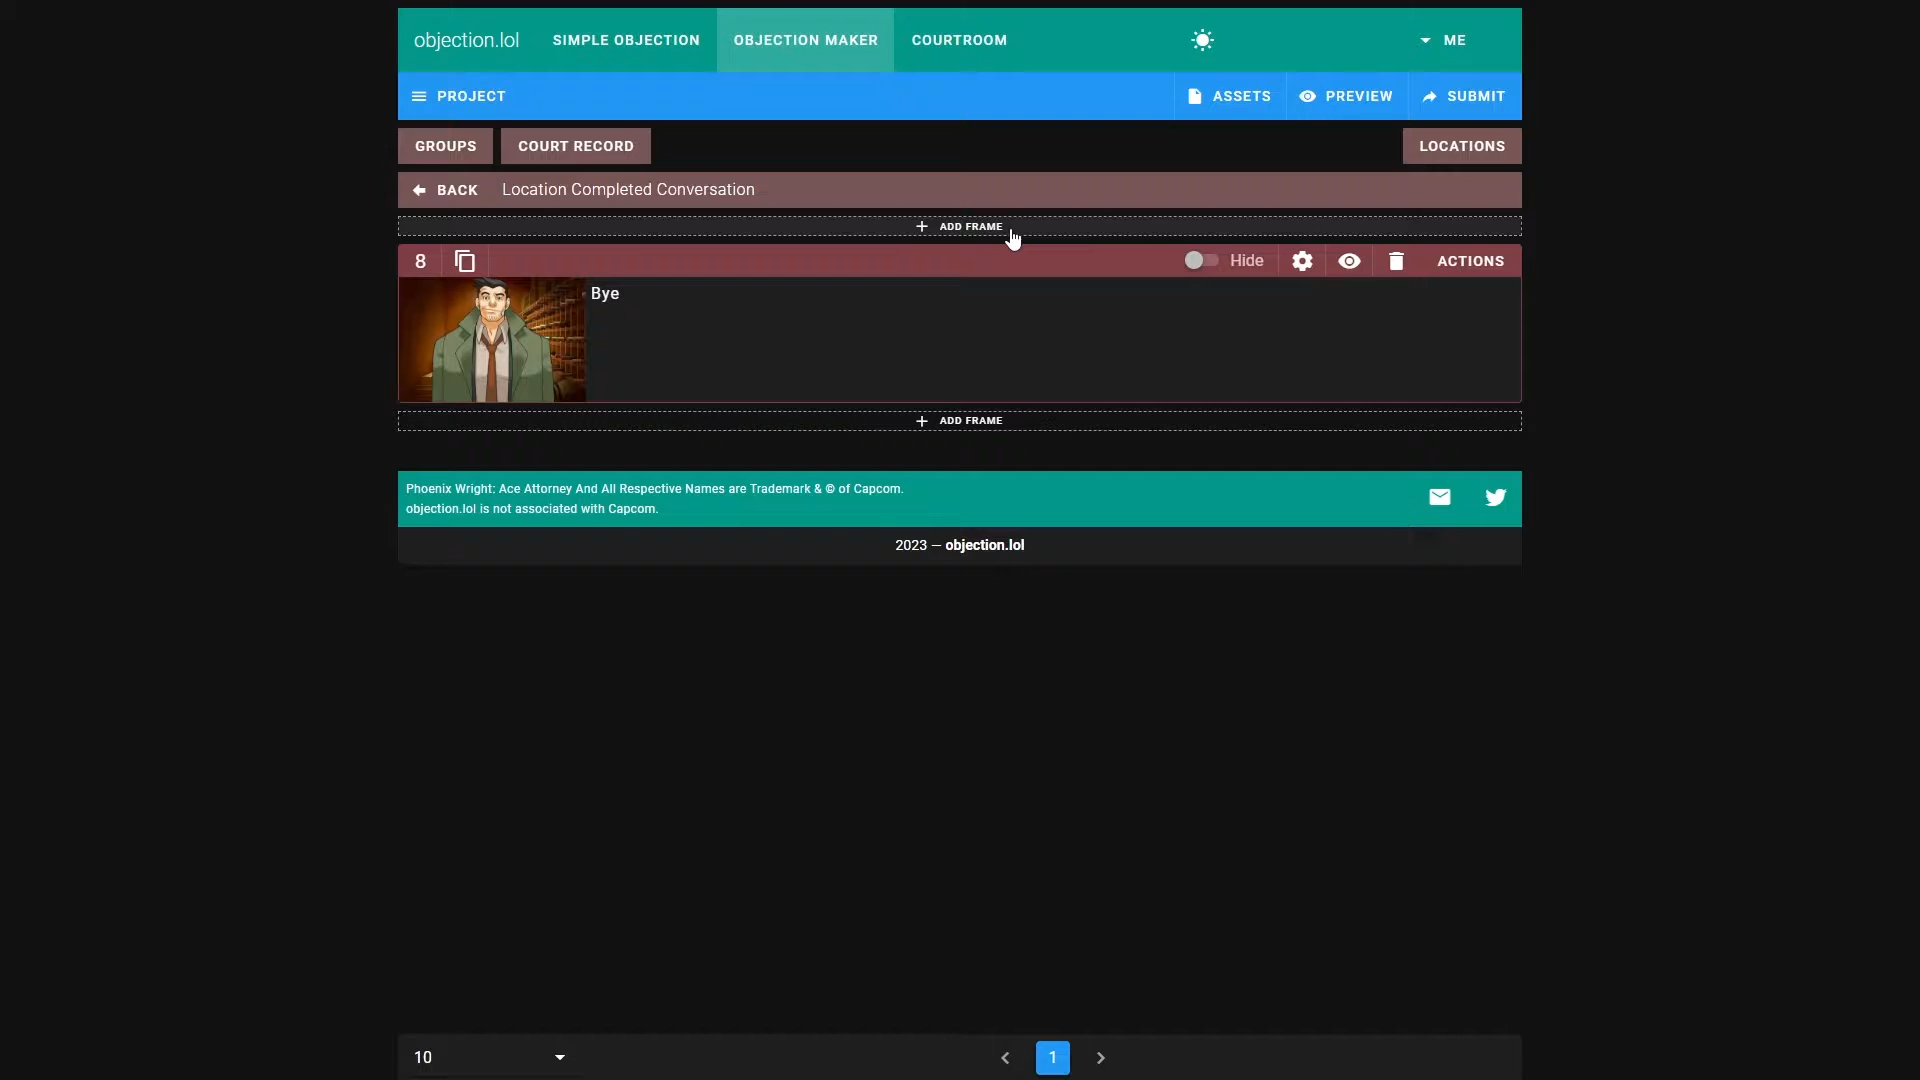 objection.lol SIMPLE OBJECTION OBJECTION MAKER COURTROOM ME
PROJECT ASSETS PREVIEW SUBMIT
GROUPS COURT RECORD LOCATIONS
BACK Location Completed Conversation
ADD FRAME
8 Hide ACTIONS
Bye
ADD FRAME
Phoenix Wright: Ace Attorney And All Respective Names are Trademark & © of Capcom.
objection.lol is not associated with Capcom.
2023 — objection.lol
10 1